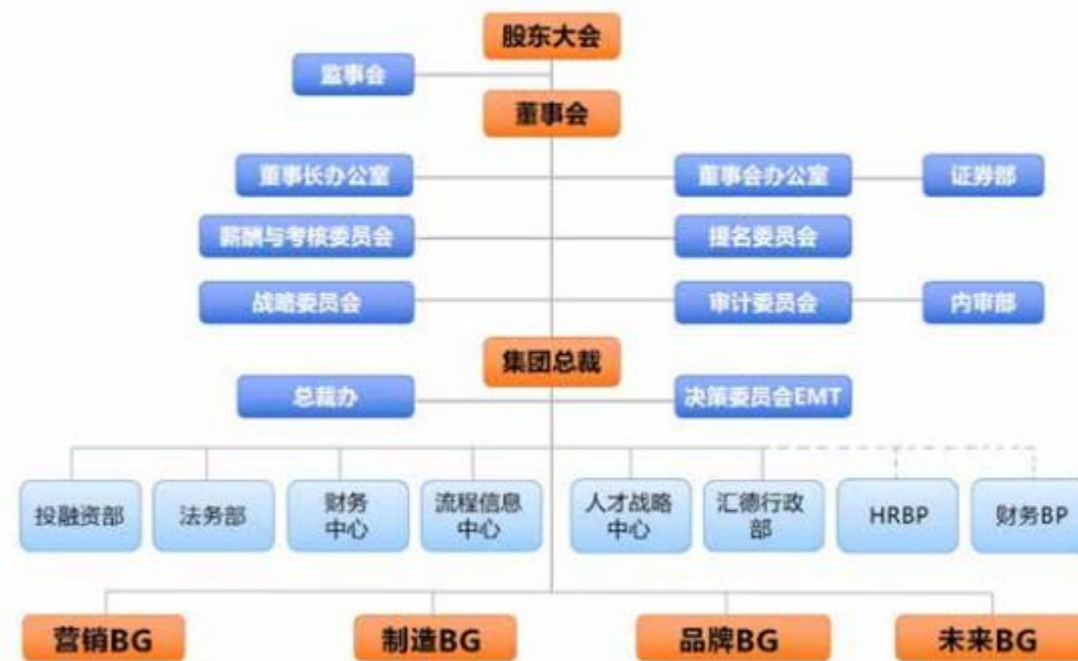 股东大会
监事会
董事会
董事长办公室
董事会办公室
证券部
薪酬与考核委员会
提名委员会
战略委员会
审计委员会
内审部
集团总裁
总裁办
决策委员会EMT
投融资部
法务部
财务
中心
流程信息
中心
人才战略
中心
汇德行政
部
HRBP
财务BP
营销BG
制造BG
品牌BG
未来BG